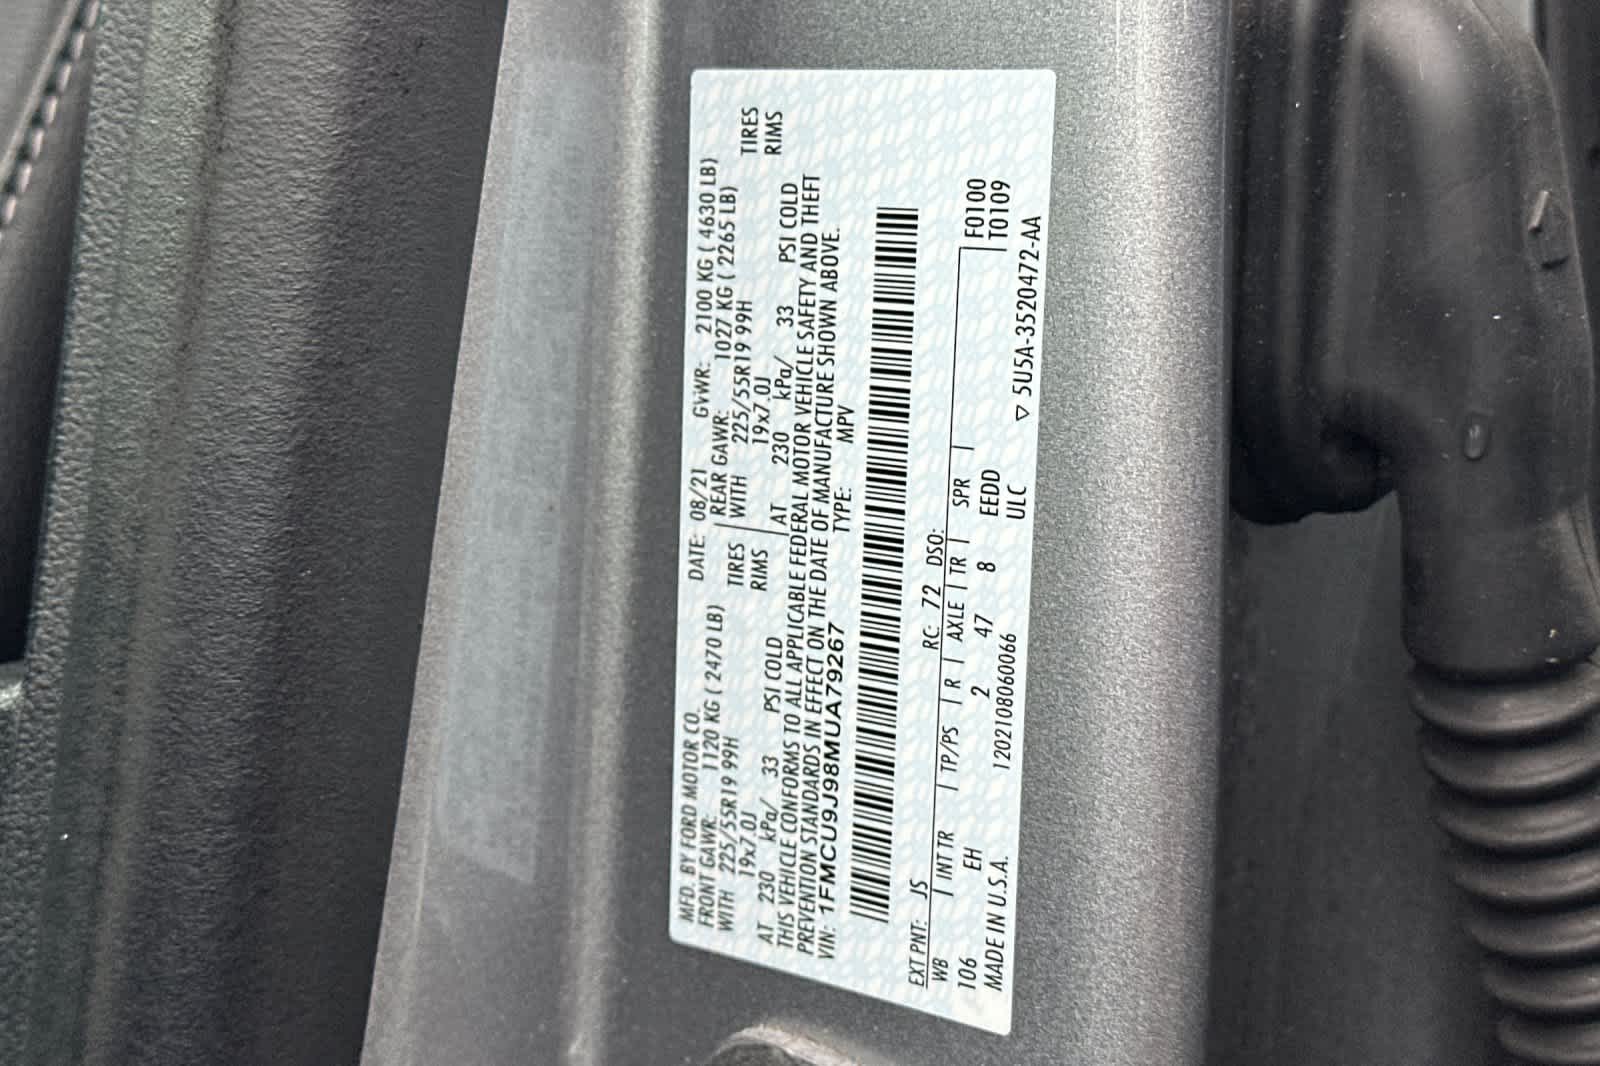 MFD. BY FORD MOTOR CO.
DATE: 08/21 GVWR: 2100 KG ( 4630 LB)
FRONT GAWR: 1120 KG ( 2470 LB) REAR GAWR: 1027 KG ( 2265 LB)
WITH 225/55R19 99H TIRES WITH 225/55R19 99H TIRES
19x7.0J RIMS 19x7.0J RIMS
AT 230 kPa/ 33 PSI COLD AT 230 kPa/ 33 PSI COLD
THIS VEHICLE CONFORMS TO ALL APPLICABLE FEDERAL MOTOR VEHICLE SAFETY AND THEFT
PREVENTION STANDARDS IN EFFECT ON THE DATE OF MANUFACTURE SHOWN ABOVE.
VIN: 1FMCU9J98MUA79267 TYPE: MPV
EXT PNT: JS RC: 72 DSO:
WB INT TR TP/PS R AXLE TR SPR F0100
106 EH 2 47 8 EEDD T0109
MADE IN U.S.A. 1202108060066 ULC ▽ 5U5A-3520472-AA